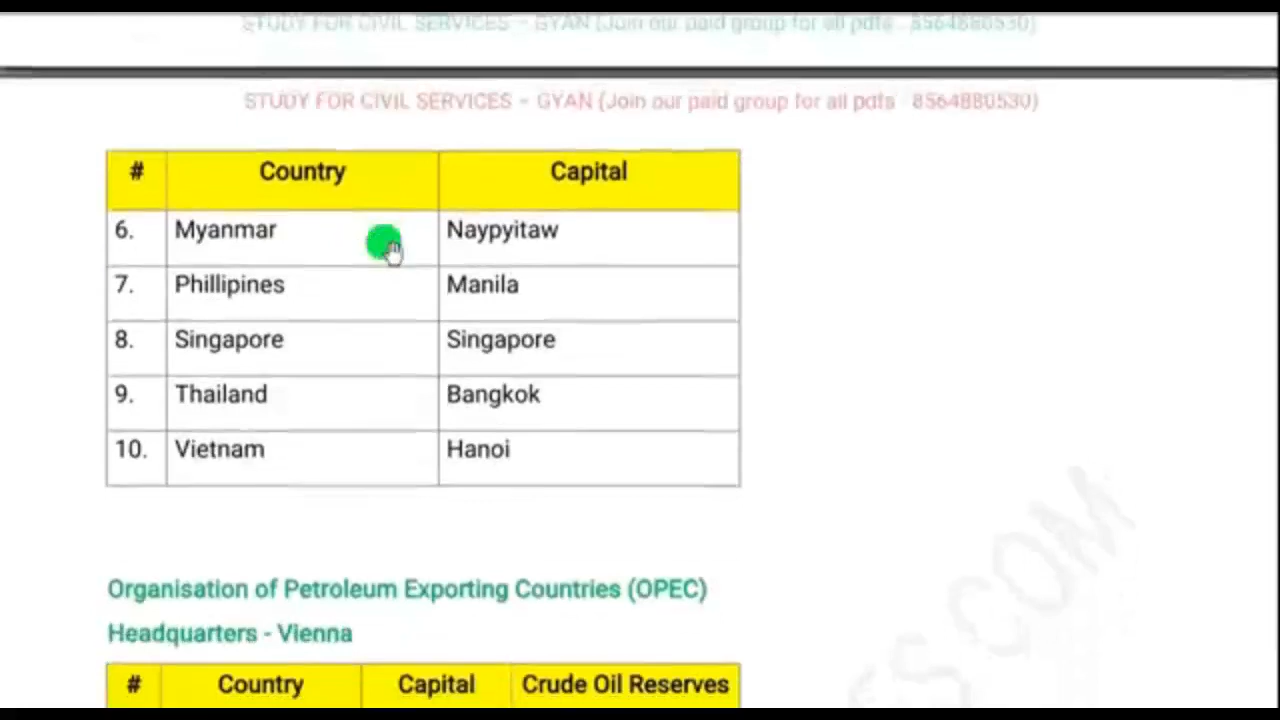 STUDY FOR CIVIL SERVICES - GYAN (Join our paid group for all pdfs - 8564880530)
STUDY FOR CIVIL SERVICES – GYAN (Join our paid group for all pdfs - 8564880530)
# Country Capital
6. Myanmar Naypyitaw
7. Phillipines Manila
8. Singapore Singapore
9. Thailand Bangkok
10. Vietnam Hanoi
Organisation of Petroleum Exporting Countries (OPEC)
Headquarters - Vienna
# Country Capital Crude Oil Reserves